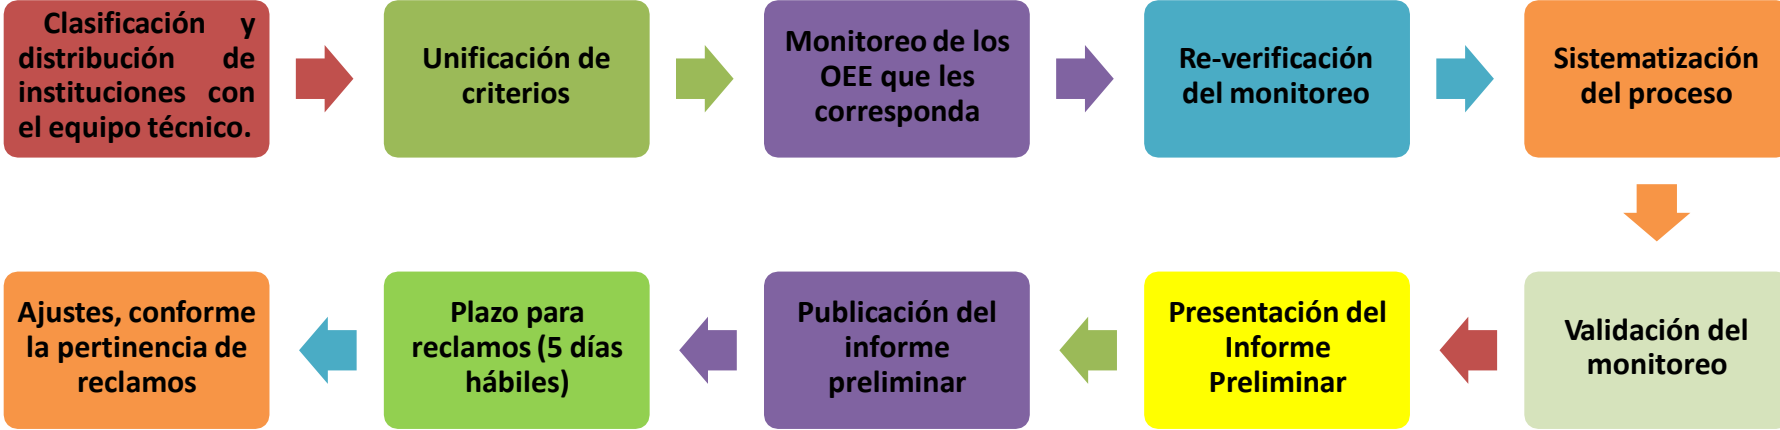 Clasificación y
distribución de
instituciones con
el equipo técnico.
Unificación de
criterios
Monitoreo de los
OEE que les
corresponda
Re-verificación
del monitoreo
Sistematización
del proceso
Validación del
monitoreo
Presentación del
Informe
Preliminar
Publicación del
informe
preliminar
Plazo para
reclamos (5 días
hábiles)
Ajustes, conforme
la pertinencia de
reclamos